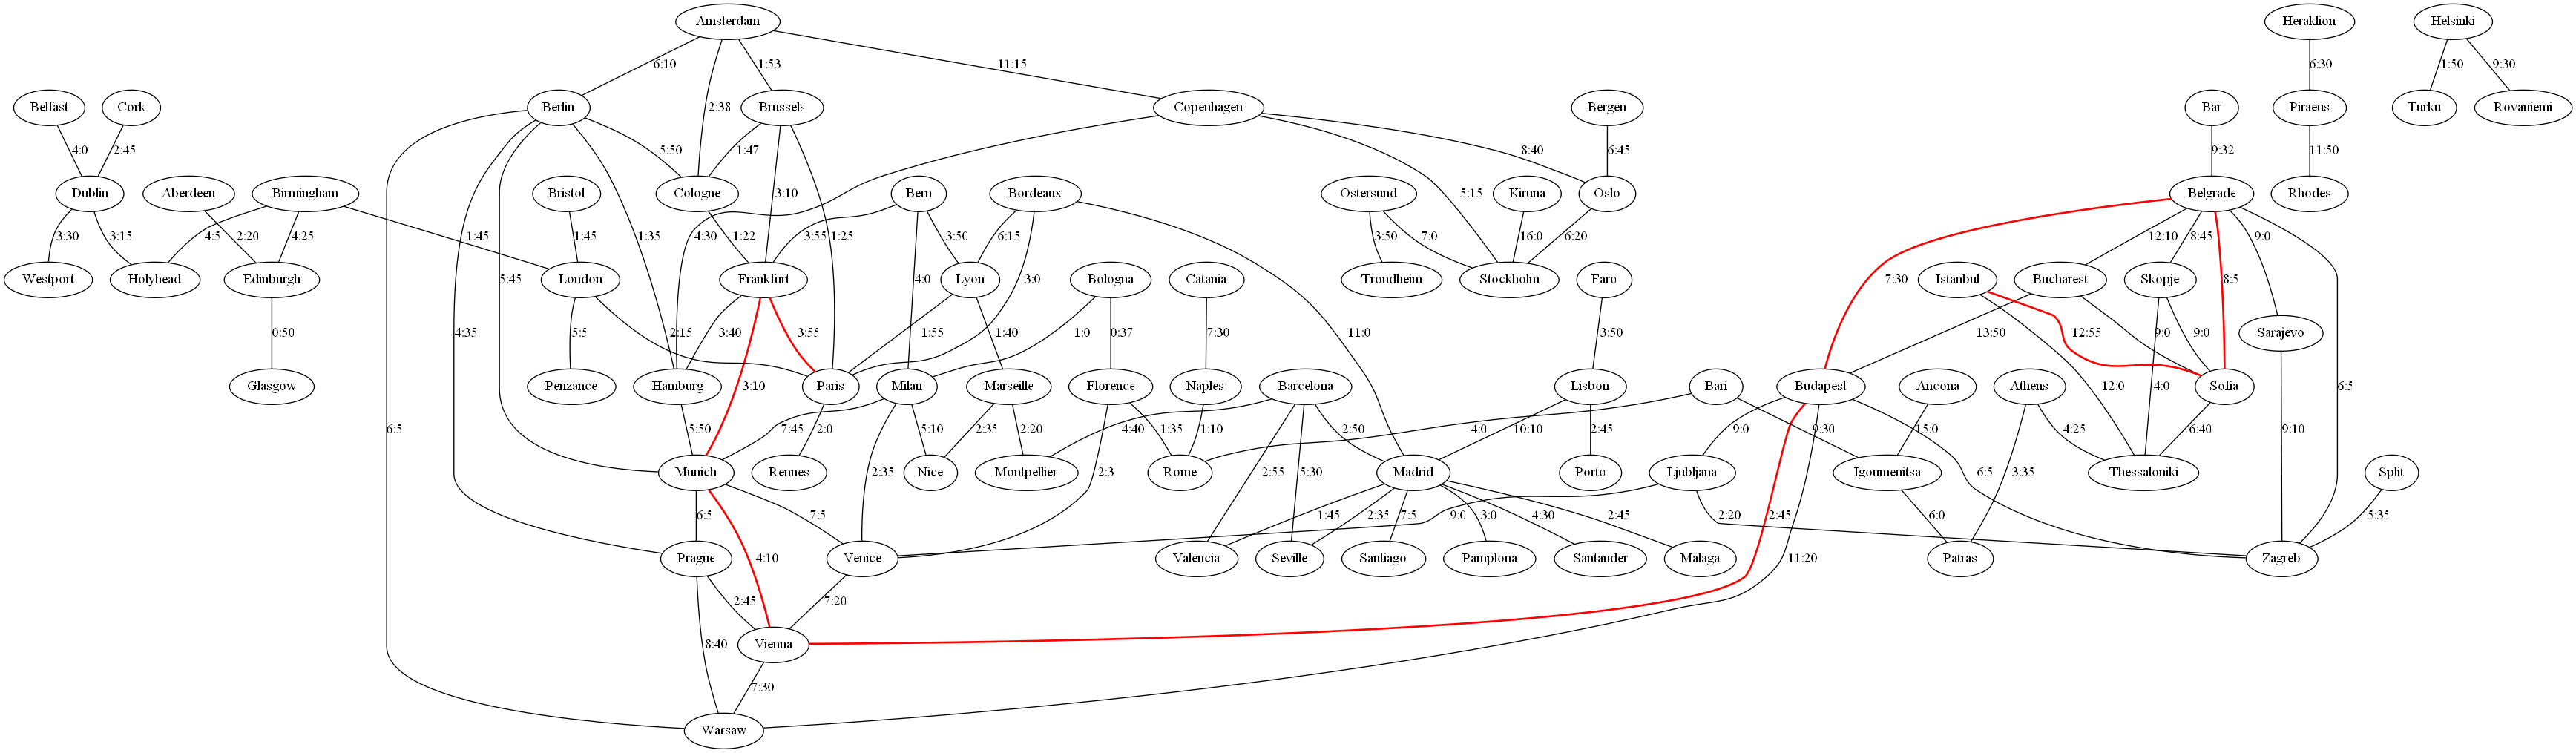 Amsterdam
Heraklion
Helsinki
6:10
1:53
11:15
6:30
1:50
9:30
Belfast
Cork
Berlin
2:38
Brussels
Copenhagen
Bergen
Bar
Piraeus
Turku
Rovaniemi
4:0
2:45
5:50
1:47
8:40
6:45
9:32
11:50
Dublin
Aberdeen
Birmingham
Bristol
Cologne
3:10
Bern
Bordeaux
Ostersund
Kiruna
Oslo
5:15
Belgrade
Rhodes
3:30
3:15
4:5
2:20
4:25
1:45
1:45
1:35
4:30
1:22
1:25
3:55
3:50
6:15
3:50
7:0
16:0
6:20
12:10
8:45
9:0
Westport
Holyhead
Edinburgh
5:45
London
Frankfurt
4:0
Lyon
3:0
Bologna
Catania
Trondheim
Stockholm
Faro
7:30
Istanbul
Bucharest
Skopje
8:5
0:50
4:35
5:5
2:15
3:40
3:55
1:55
1:40
1:0
0:37
7:30
11:0
3:50
13:50
12:55
9:0
9:0
Sarajevo
Glasgow
Penzance
Hamburg
3:10
Paris
Milan
Marseille
Florence
Naples
Barcelona
Lisbon
Bari
Budapest
Ancona
Athens
12:0
4:0
Sofia
6:5
6:5
5:50
7:45
2:0
5:10
2:35
2:20
4:40
1:35
1:10
2:50
10:10
2:45
4:0
9:30
9:0
15:0
4:25
6:40
9:10
Munich
Rennes
2:35
Nice
Montpellier
2:3
Rome
2:55
5:30
Madrid
Porto
Ljubljana
Igoumenitsa
6:5
3:35
Thessaloniki
Split
6:5
7:5
1:45
2:35
7:5
3:0
4:30
2:45
9:0
2:20
2:45
6:0
5:35
Prague
4:10
Venice
Valencia
Seville
Santiago
Pamplona
Santander
Malaga
11:20
Patras
Zagreb
2:45
7:20
8:40
Vienna
7:30
Warsaw